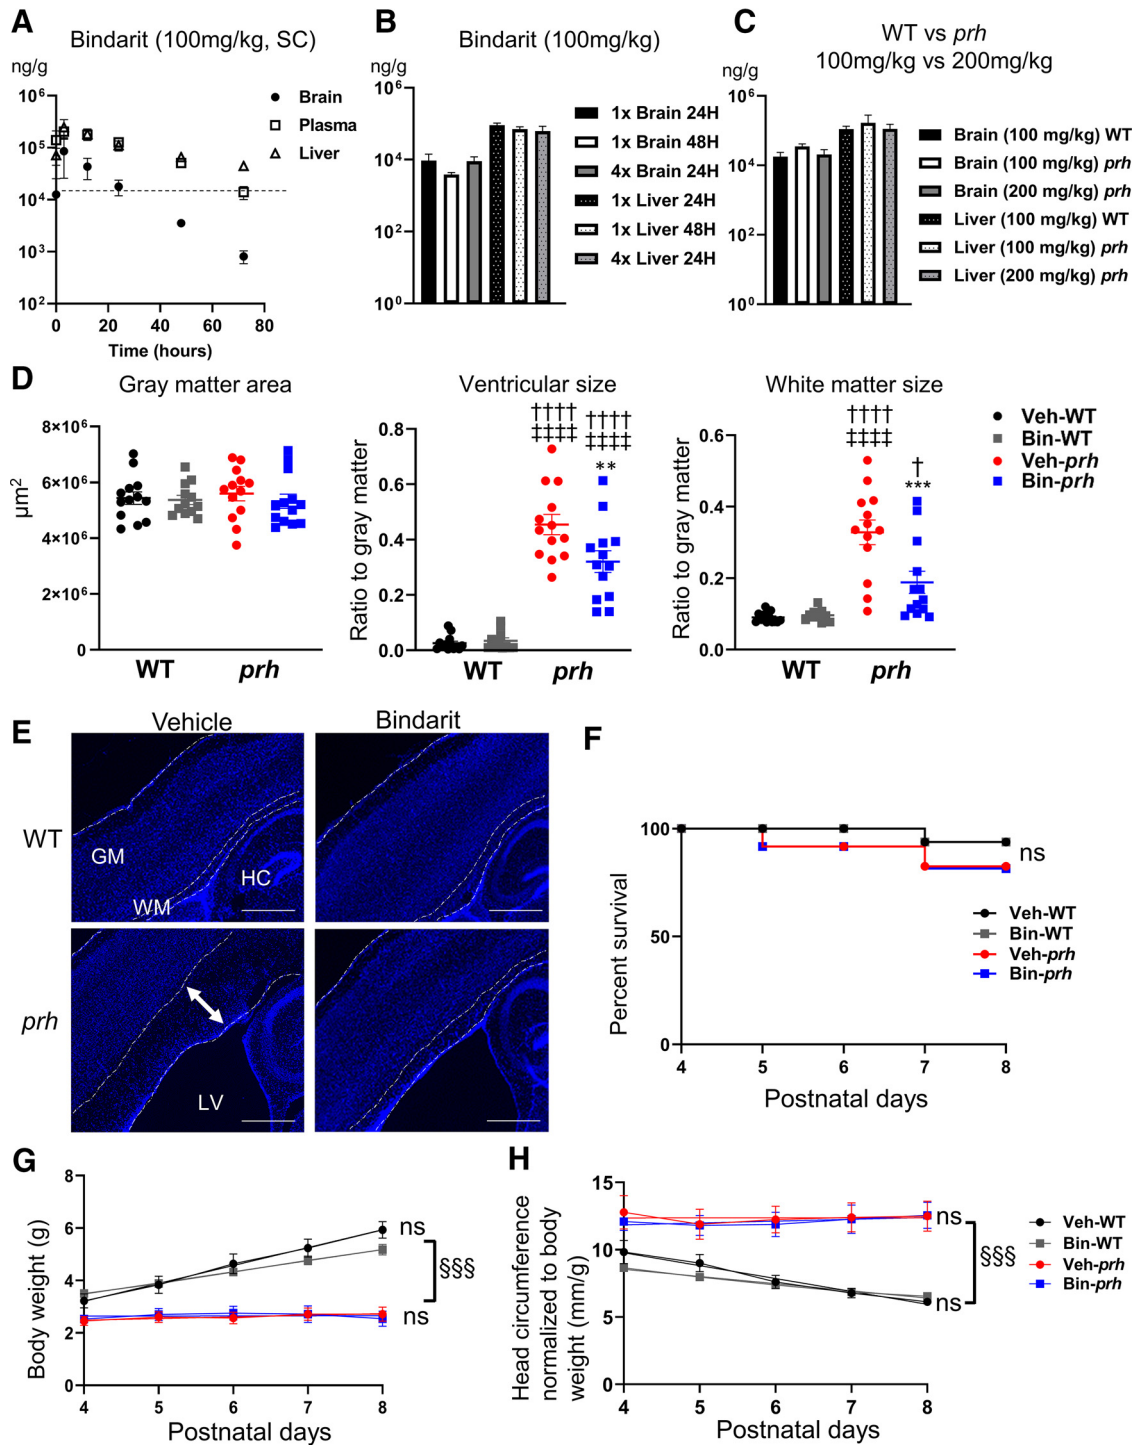 A
Bindarit (100mg/kg, SC)
ng/g
10⁶
10⁵
10⁴
10³
10²
0 20 40 60 80
Time (hours)
Brain
Plasma
Liver
B
Bindarit (100mg/kg)
ng/g
10⁶
10⁴
10²
10⁰
1x Brain 24H
1x Brain 48H
4x Brain 24H
1x Liver 24H
1x Liver 48H
4x Liver 24H
C
WT vs prh
100mg/kg vs 200mg/kg
ng/g
10⁶
10⁴
10²
10⁰
Brain (100 mg/kg) WT
Brain (100 mg/kg) prh
Brain (200 mg/kg) prh
Liver (100 mg/kg) WT
Liver (100 mg/kg) prh
Liver (200 mg/kg) prh
D
Gray matter area
μm²
8×10⁶
6×10⁶
4×10⁶
2×10⁶
0
WT prh
Ventricular size
Ratio to gray matter
0.8
0.6
0.4
0.2
0.0
††††
‡‡‡‡
††††
‡‡‡‡
**
WT prh
White matter size
Ratio to gray matter
0.6
0.4
0.2
0.0
††††
‡‡‡‡
†
***
WT prh
Veh-WT
Bin-WT
Veh-prh
Bin-prh
E
Vehicle Bindarit
WT
GM
WM
HC
prh
LV
F
Percent survival
100
50
0
4 5 6 7 8
Postnatal days
ns
Veh-WT
Bin-WT
Veh-prh
Bin-prh
G
Body weight (g)
8
6
4
2
0
4 5 6 7 8
Postnatal days
ns
§§§
ns
H
Head circumference
normalized to body
weight (mm/g)
15
10
5
0
4 5 6 7 8
Postnatal days
ns
§§§
ns
Veh-WT
Bin-WT
Veh-prh
Bin-prh